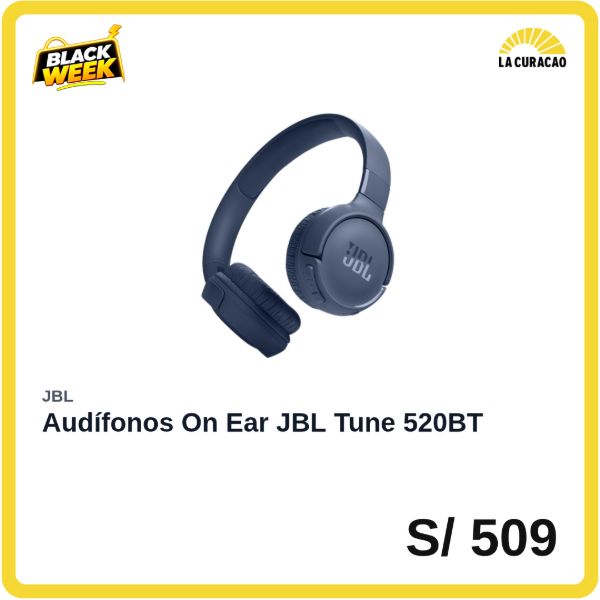 BLACK
WEEK
LA CURACAO
JBL
JBL
Audífonos On Ear JBL Tune 520BT
S/ 509